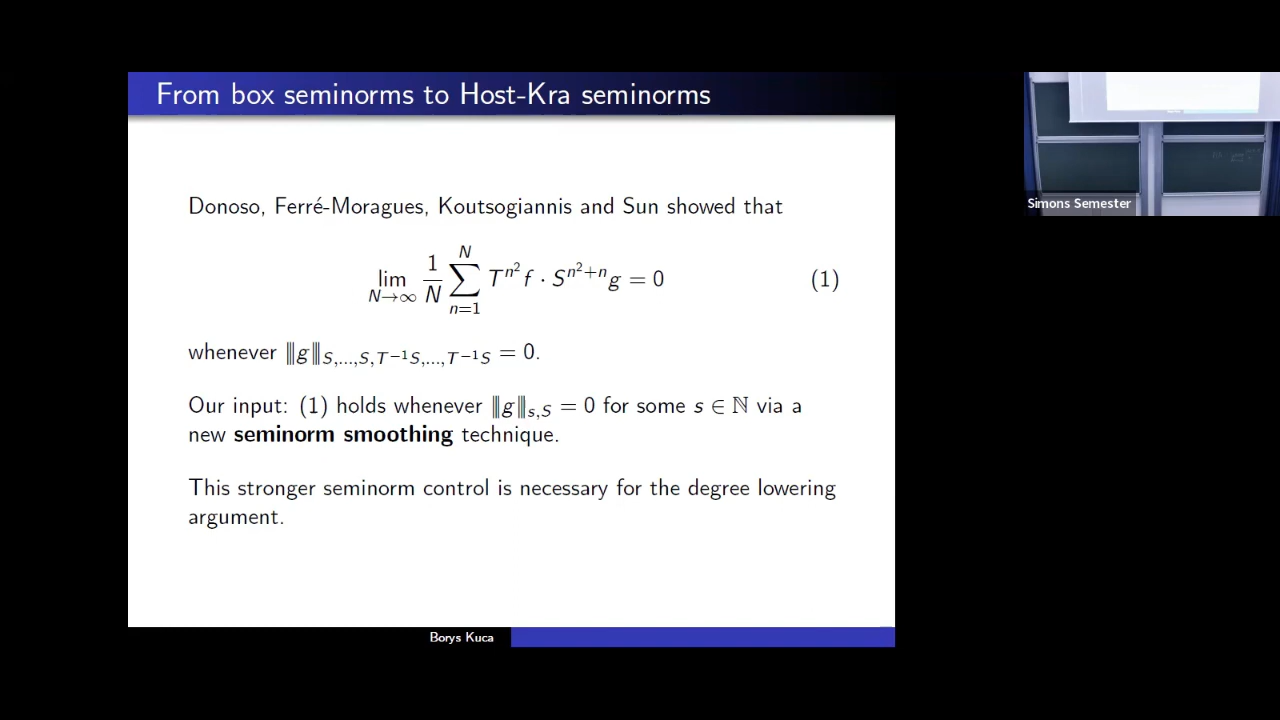 From box seminorms to Host-Kra seminorms
Donoso, Ferré-Moragues, Koutsogiannis and Sun showed that
lim_{N→∞} \frac{1}{N} \sum_{n=1}^{N} T^{n^2} f · S^{n^2+n} g = 0 (1)
whenever |||g|||_{S,...,S,T^{-1}S,...,T^{-1}S} = 0.
Our input: (1) holds whenever |||g|||_{s,S} = 0 for some s ∈ ℕ via a
new seminorm smoothing technique.
This stronger seminorm control is necessary for the degree lowering
argument.
Borys Kuca
Simons Semester